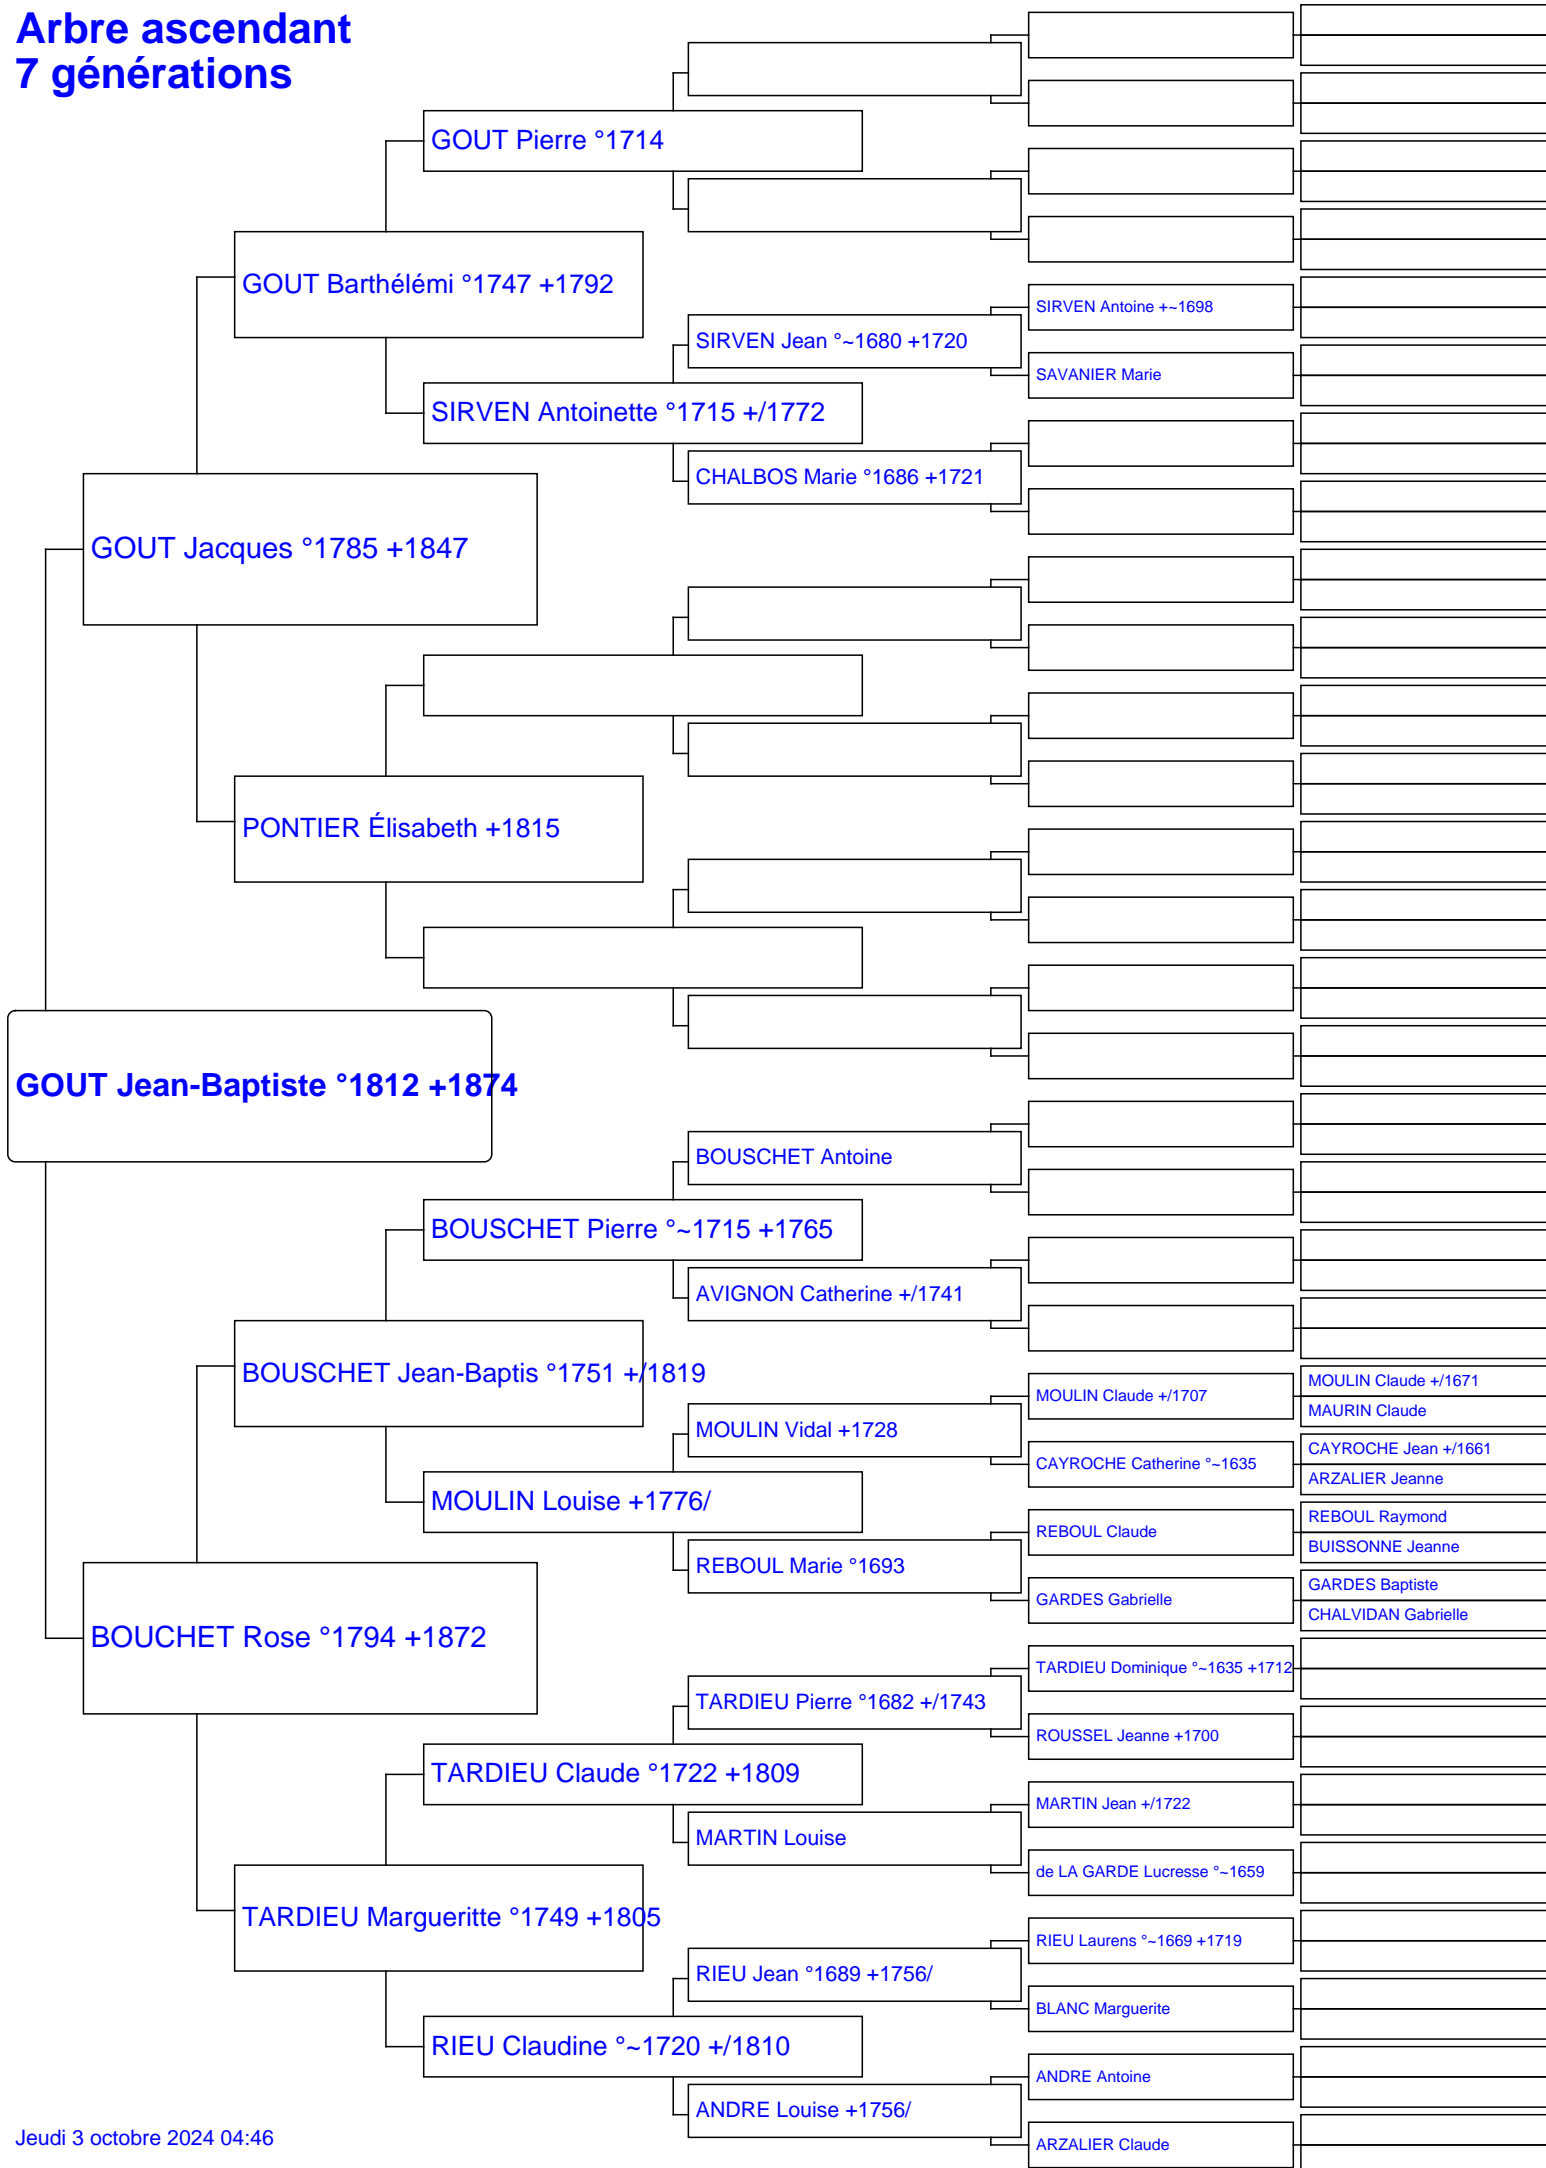 Arbre ascendant
7 générations
GOUT Pierre °1714
GOUT Barthélémi °1747 +1792
SIRVEN Antoine +~1698
SIRVEN Jean °~1680 +1720
SAVANIER Marie
SIRVEN Antoinette °1715 +/1772
CHALBOS Marie °1686 +1721
GOUT Jacques °1785 +1847
PONTIER Élisabeth +1815
GOUT Jean-Baptiste °1812 +1874
BOUSCHET Antoine
BOUSCHET Pierre °~1715 +1765
AVIGNON Catherine +/1741
BOUSCHET Jean-Baptis °1751 +/1819
MOULIN Claude +/1671
MOULIN Claude +/1707
MAURIN Claude
MOULIN Vidal +1728
CAYROCHE Jean +/1661
CAYROCHE Catherine °~1635
ARZALIER Jeanne
MOULIN Louise +1776/
REBOUL Raymond
REBOUL Claude
BUISSONNE Jeanne
REBOUL Marie °1693
GARDES Baptiste
GARDES Gabrielle
CHALVIDAN Gabrielle
BOUCHET Rose °1794 +1872
TARDIEU Dominique °~1635 +1712
TARDIEU Pierre °1682 +/1743
ROUSSEL Jeanne +1700
TARDIEU Claude °1722 +1809
MARTIN Jean +/1722
MARTIN Louise
de LA GARDE Lucresse °~1659
TARDIEU Margueritte °1749 +1805
RIEU Laurens °~1669 +1719
RIEU Jean °1689 +1756/
BLANC Marguerite
RIEU Claudine °~1720 +/1810
ANDRE Antoine
ANDRE Louise +1756/
ARZALIER Claude
Jeudi 3 octobre 2024 04:46